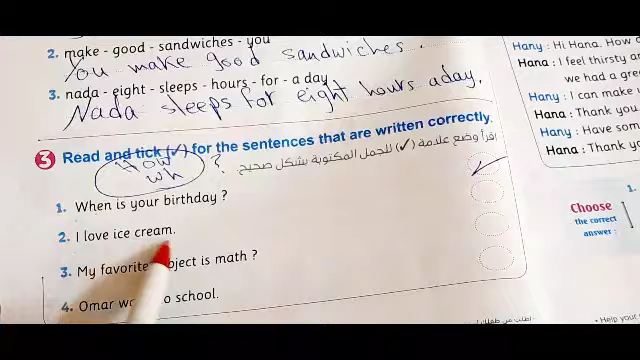 2. make - good - sandwiches - you
You make good sandwiches.
3. nada - eight - sleeps - hours - for - a day
Nada sleeps for eight hours aday.
3 Read and tick (✓) for the sentences that are written correctly.
اقرأ وضع علامة (✓) للجمل المكتوبة بشكل صحيح
How
wh ?
1. When is your birthday ?
2. I love ice cream.
3. My favorite is math ?
4. Omar school.
Hany : Hi Hana. How
Hana : I feel thirsty
we had a
Hany : I can make
Hana : Thank you
Hany : Have som
Hana : Thank
1.
Choose
the correct
answer:
• Help your